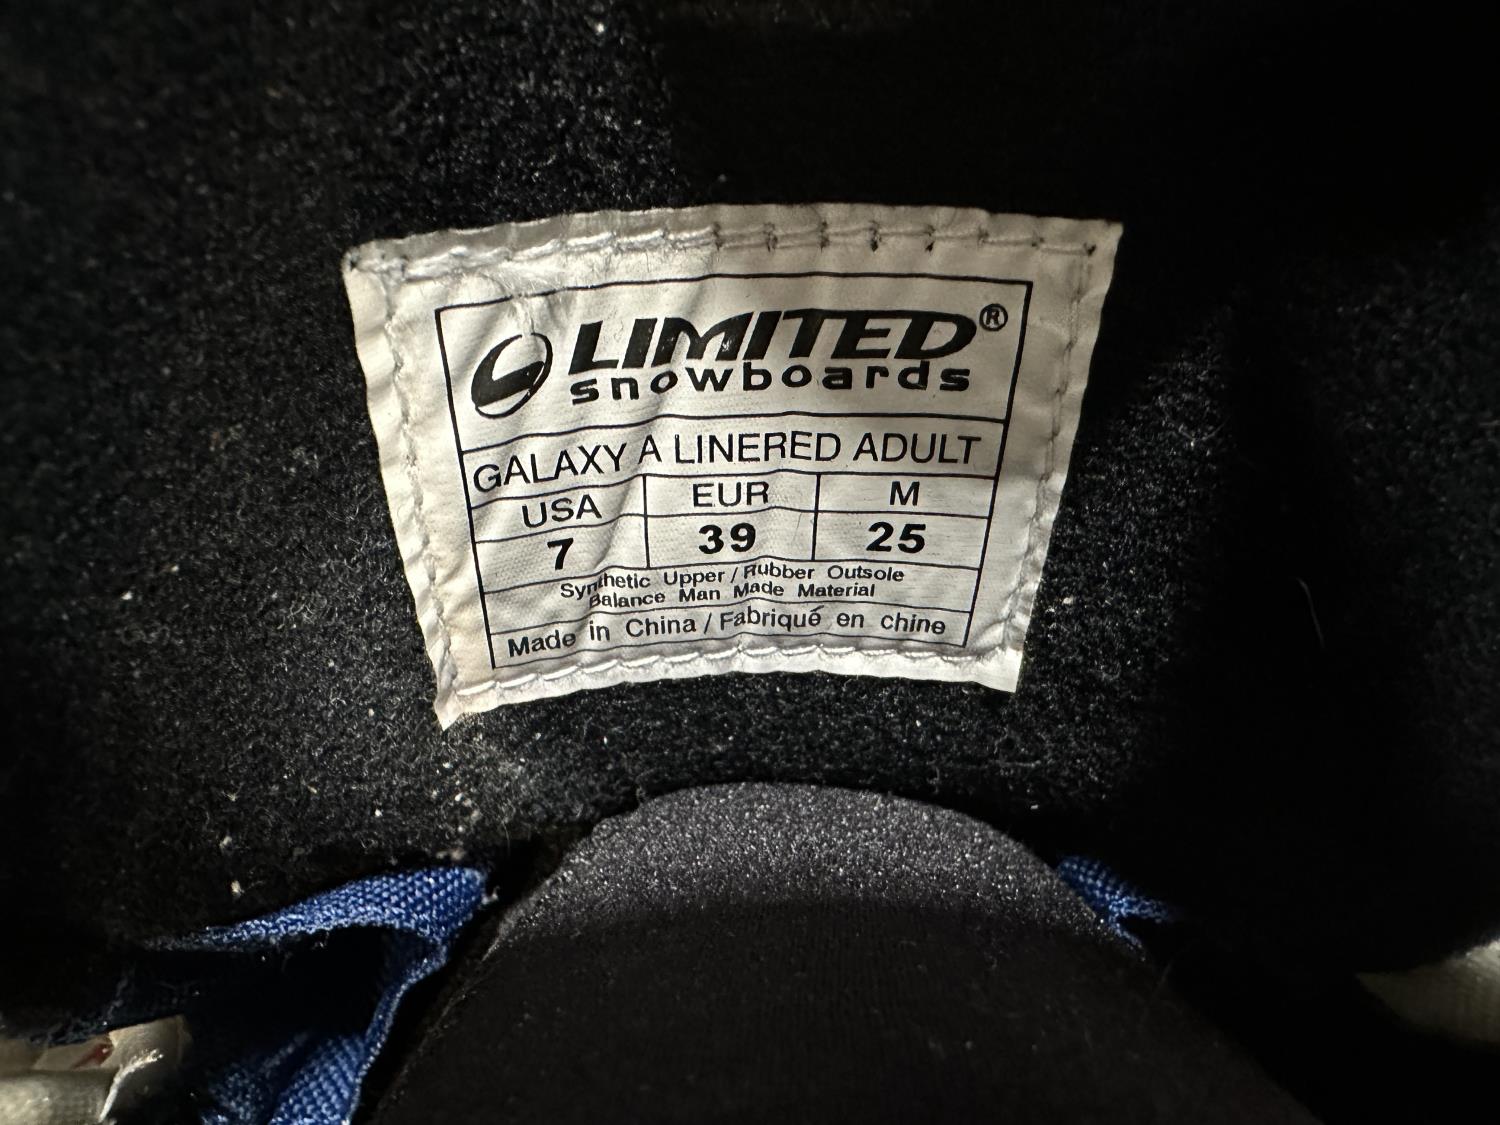 LIMITED®
snowboards
GALAXY A LINERED ADULT
USA EUR M
7 39 25
Synthetic Upper / Rubber Outsole
Balance Man Made Material
Made in China / Fabriqué en chine